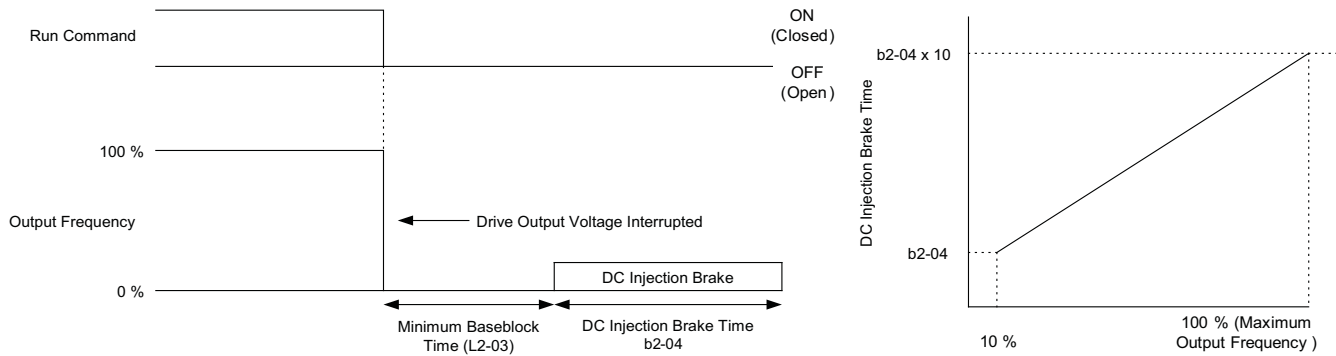 Run Command
ON
(Closed)
OFF
(Open )
100 %
Output Frequency
Drive Output Voltage Interrupted
0 %
DC Injection Brake
Minimum Baseblock
Time (L2-03)
DC Injection Brake Time
b2-04
DC Injection Brake Time
b2-04 x 10
b2-04
10 %
100 % (Maximum
Output Frequency )